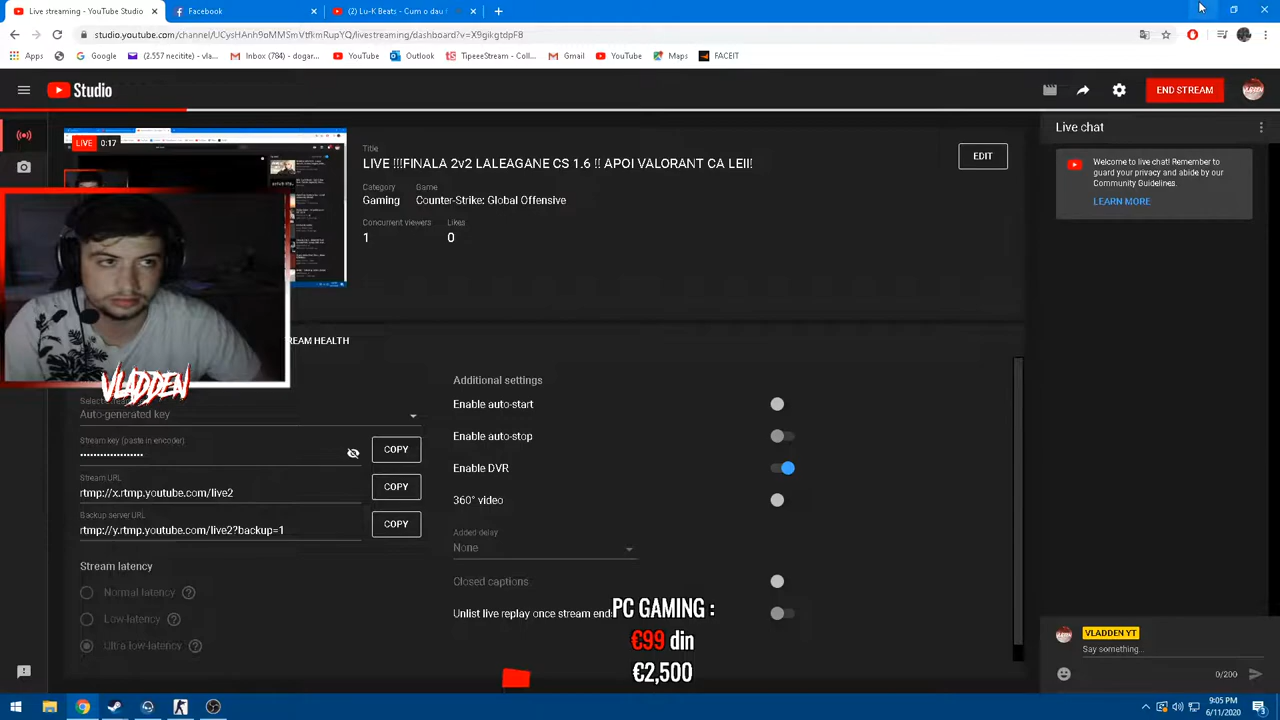 Live streaming - YouTube Studio
Facebook
(2) Lu-K Beats - Cum o dau
studio.youtube.com/channel/UCysHAnh9oMMSmVtfkmRupYQ/livestreaming/dashboard?v=X9gikgtdpF8
Apps
Google
(2.557 necitite) - vla...
Inbox (784) - dogar...
YouTube
Outlook
TipeeeStream - Coll...
Gmail
YouTube
Maps
FACEIT
Studio
END STREAM
LIVE 0:17
Title
LIVE !!!FINALA 2v2 LALEAGANE CS 1.6 !! APOI VALORANT CA LEII!
EDIT
Category
Game
Gaming
Counter-Strike: Global Offensive
Concurrent viewers
Likes
1
0
Live chat
Welcome to live chat! Remember to
guard your privacy and abide by our
Community Guidelines.
LEARN MORE
VLADDEN
HEALTH
Auto-generated key
Stream key (paste in encoder)
COPY
Stream URL
rtmp://x.rtmp.youtube.com/live2
COPY
Backup server URL
rtmp://y.rtmp.youtube.com/live2?backup=1
COPY
Stream latency
Normal latency
Low-latency
Ultra low-latency
Additional settings
Enable auto-start
Enable auto-stop
Enable DVR
360° video
Added delay
None
Closed captions
Unlist live replay once stream ends
PC GAMING :
€99 din
€2,500
VLADDEN YT
Say something...
0/200
9:05 PM
6/11/2020
3